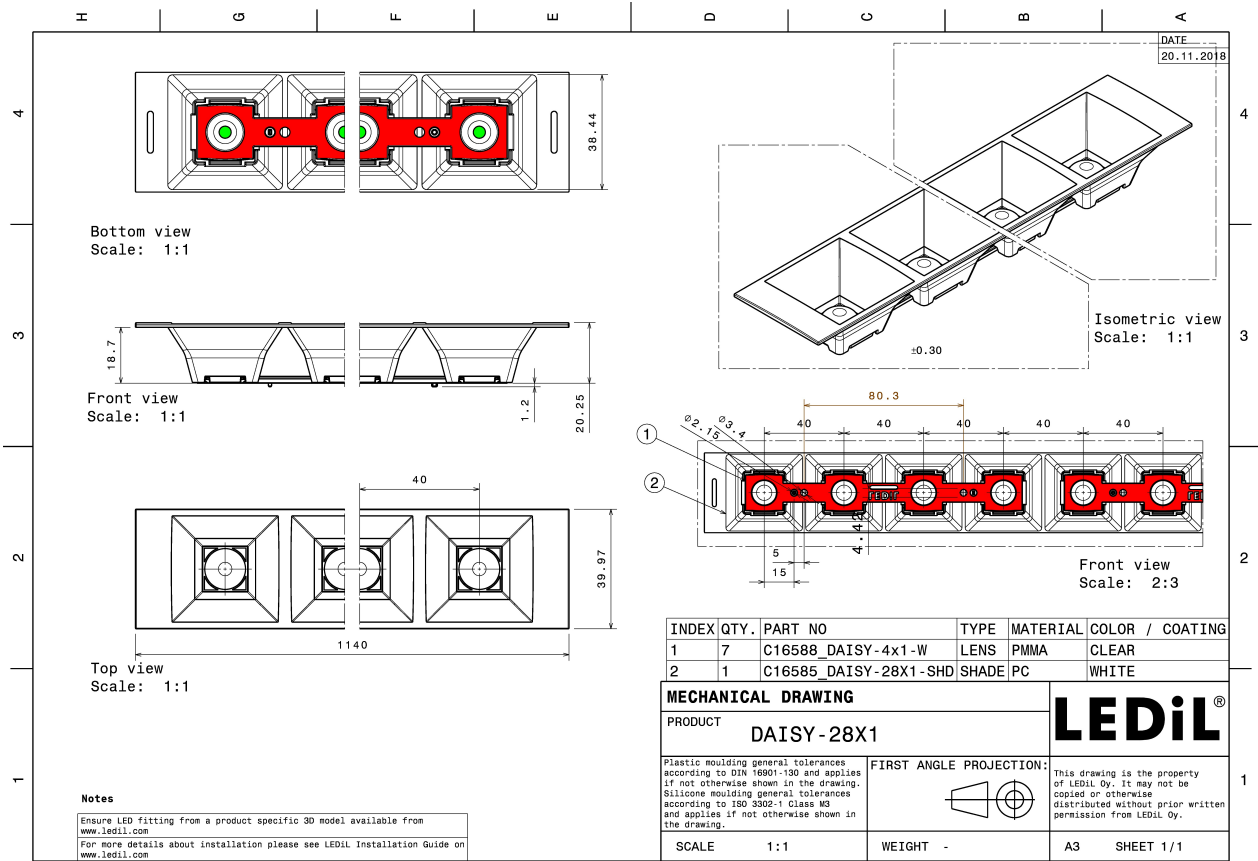 H G F E D C B A
DATE
20.11.2018
4
4
38.44
Bottom view
Scale: 1:1
3
3
18.7
1.2
20.25
Front view
Scale: 1:1
Isometric view
Scale: 1:1
±0.30
80.3
Ø2.15
Ø3.4
40 40 40 40 40
1
2
LEDiL
4.42
5
15
Front view
Scale: 2:3
2
2
40
39.97
1140
Top view
Scale: 1:1
INDEX QTY. PART NO TYPE MATERIAL COLOR / COATING
1 7 C16588_DAISY-4x1-W LENS PMMA CLEAR
2 1 C16585_DAISY-28X1-SHD SHADE PC WHITE
MECHANICAL DRAWING
PRODUCT
DAISY-28X1
LEDiL®
Plastic moulding general tolerances
according to DIN 16901-130 and applies
if not otherwise shown in the drawing.
Silicone moulding general tolerances
according to ISO 3302-1 Class M3
and applies if not otherwise shown in
the drawing.
FIRST ANGLE PROJECTION:
This drawing is the property
of LEDiL Oy. It may not be
copied or otherwise
distributed without prior written
permission from LEDiL Oy.
SCALE 1:1
WEIGHT -
A3 SHEET 1/1
1
1
Notes
Ensure LED fitting from a product specific 3D model available from
www.ledil.com
For more details about installation please see LEDiL Installation Guide on
www.ledil.com